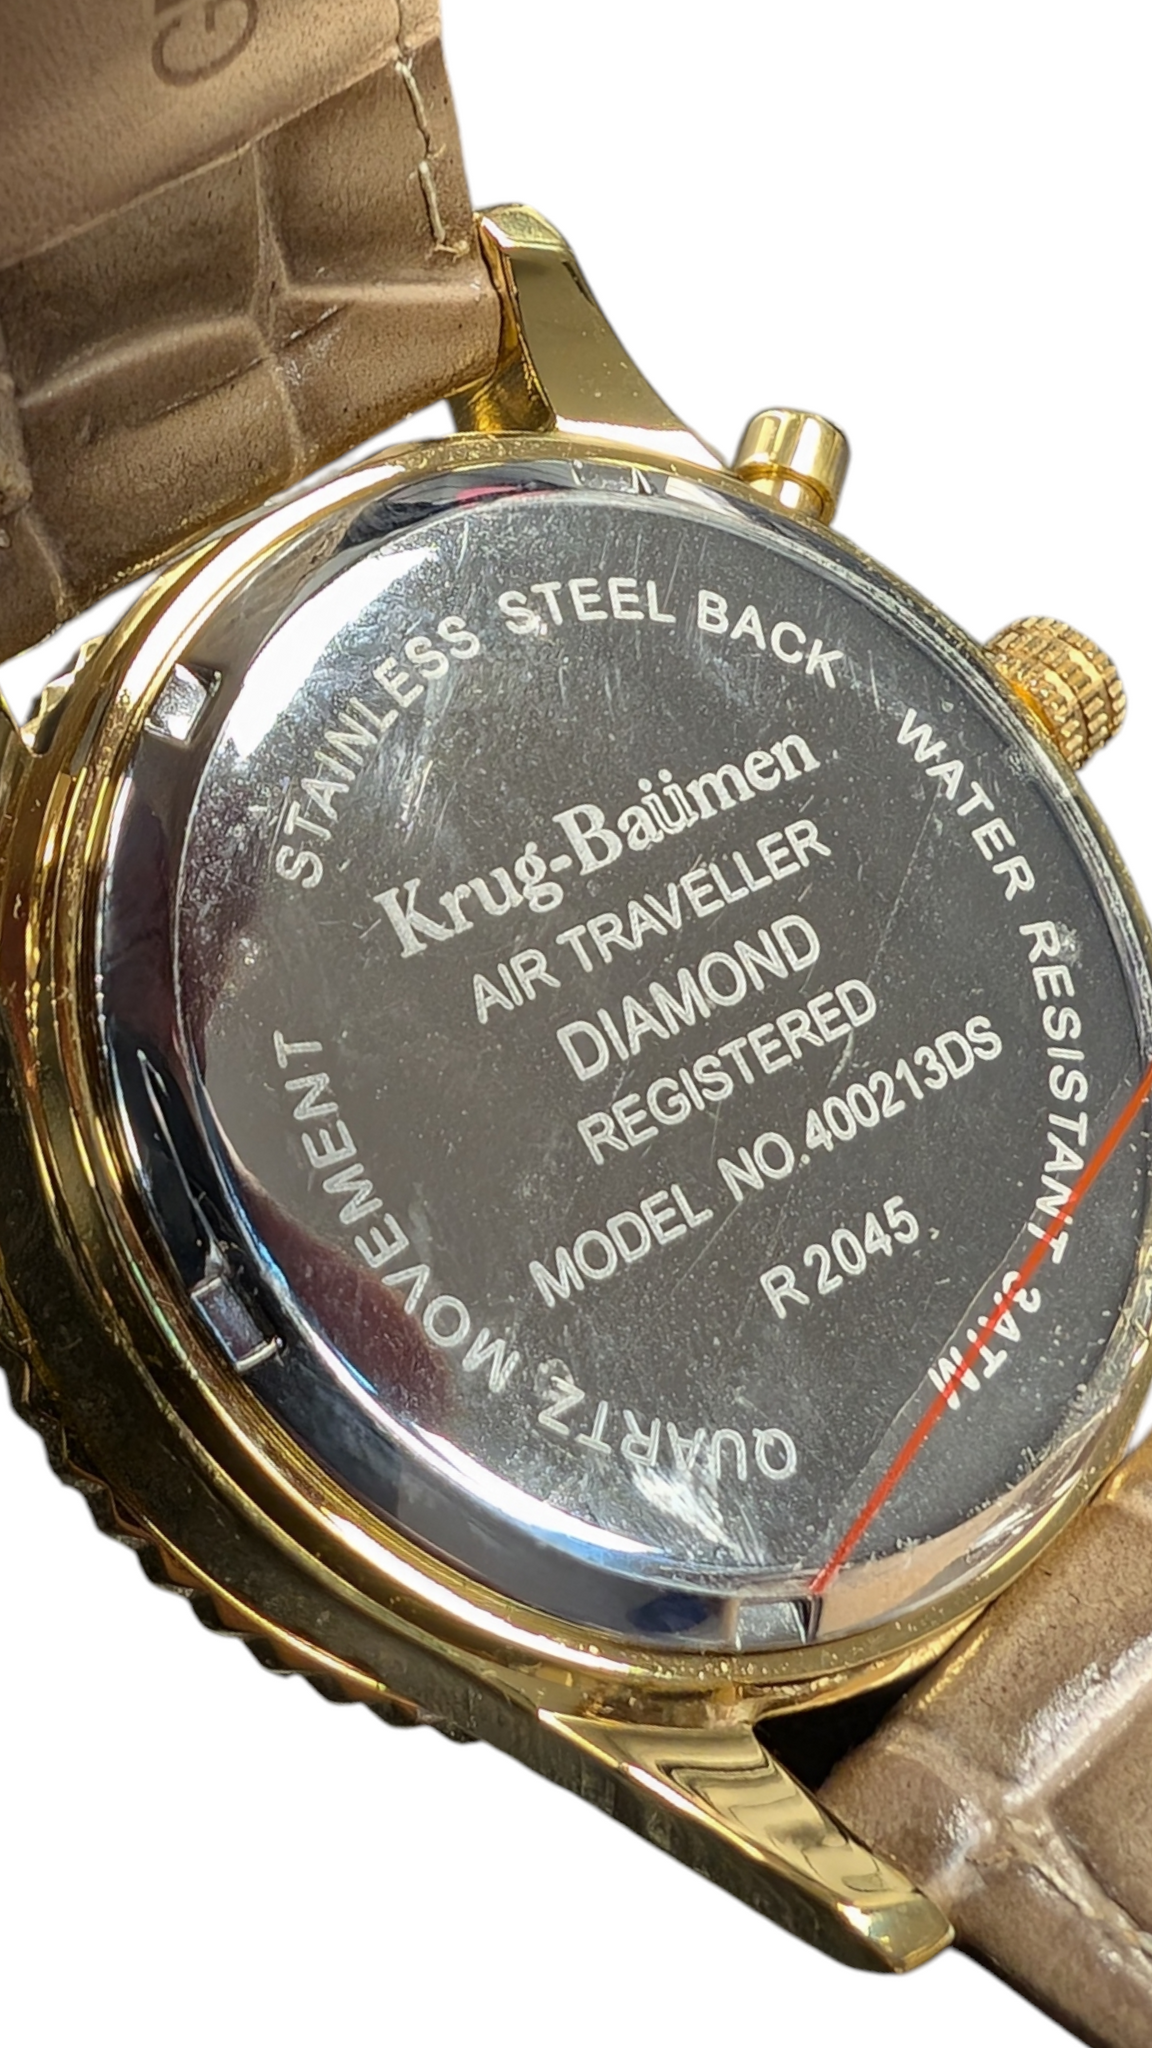 STAINLESS STEEL BACK
WATER RESISTANT 3ATM
QUARTZ MOVEMENT
Krug-Baümen
AIR TRAVELLER
DIAMOND
REGISTERED
MODEL NO.400213DS
R 2045